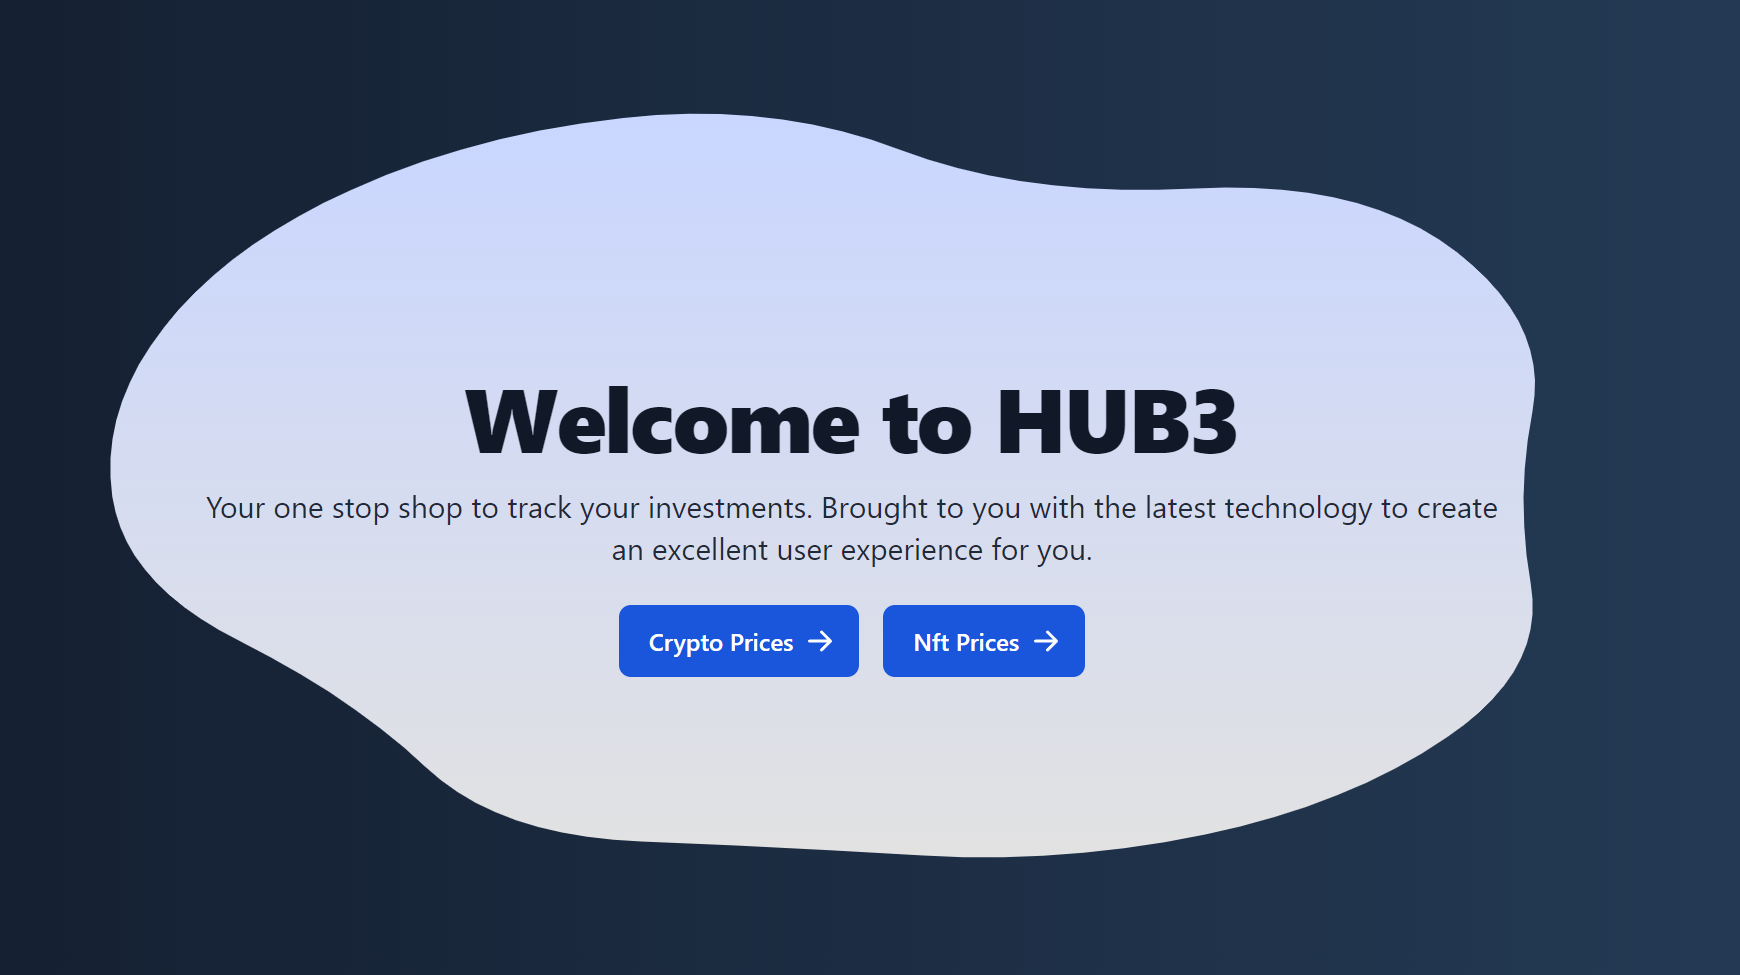 Welcome to HUB3
Your one stop shop to track your investments. Brought to you with the latest technology to create
an excellent user experience for you.
Crypto Prices →
Nft Prices →